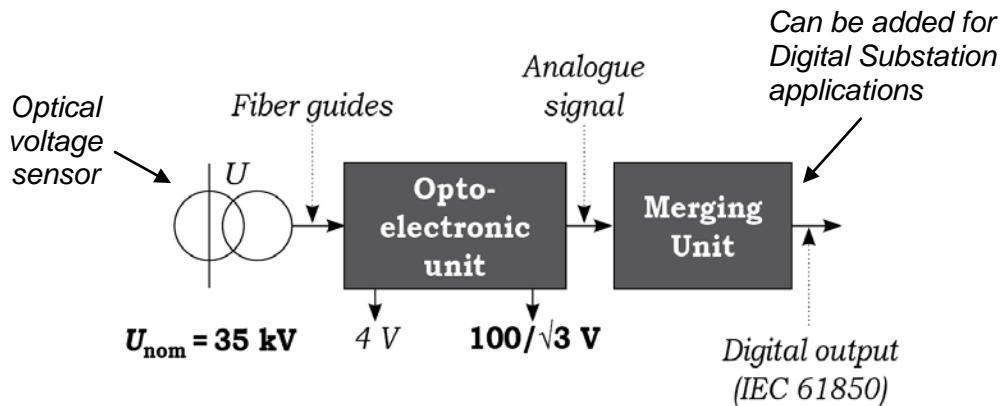 Can be added for
Digital Substation
applications
Analogue
signal
Optical
voltage
sensor
Fiber guides
U
Opto-
electronic
unit
Merging
Unit
U_nom = 35 kV
4 V
100/√3 V
Digital output
(IEC 61850)